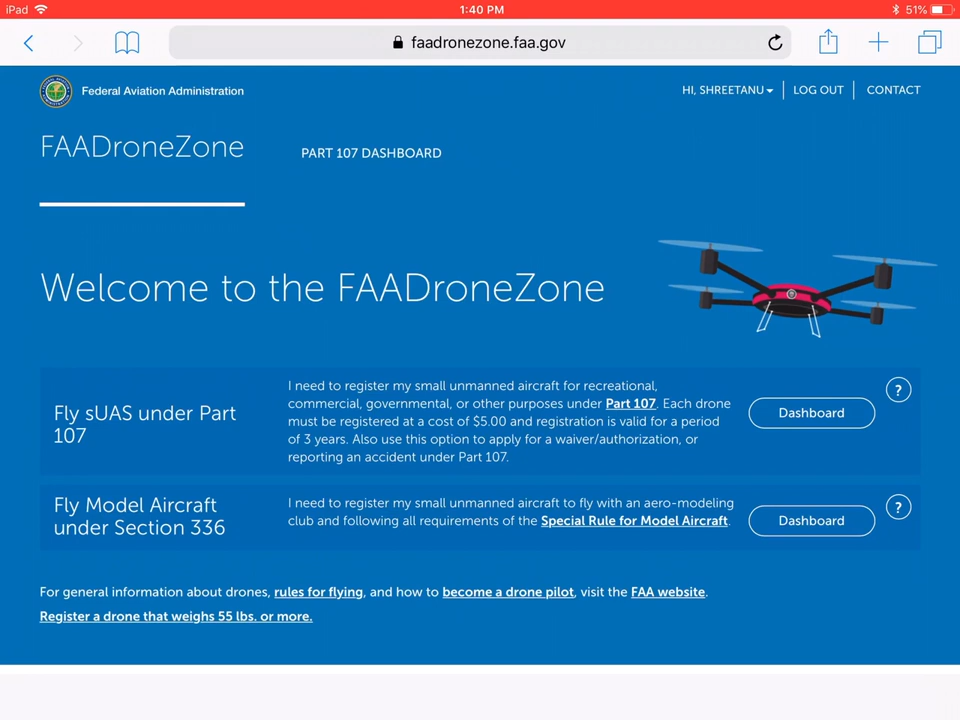 iPad 1:40 PM 51%
faadronezone.faa.gov
Federal Aviation Administration HI, SHREETANU LOG OUT CONTACT
FAADroneZone PART 107 DASHBOARD
Welcome to the FAADroneZone
Fly sUAS under Part
107
I need to register my small unmanned aircraft for recreational,
commercial, governmental, or other purposes under Part 107. Each drone
must be registered at a cost of $5.00 and registration is valid for a period
of 3 years. Also use this option to apply for a waiver/authorization, or
reporting an accident under Part 107.
Dashboard
?
Fly Model Aircraft
under Section 336
I need to register my small unmanned aircraft to fly with an aero-modeling
club and following all requirements of the Special Rule for Model Aircraft.
Dashboard
?
For general information about drones, rules for flying, and how to become a drone pilot, visit the FAA website.
Register a drone that weighs 55 lbs. or more.